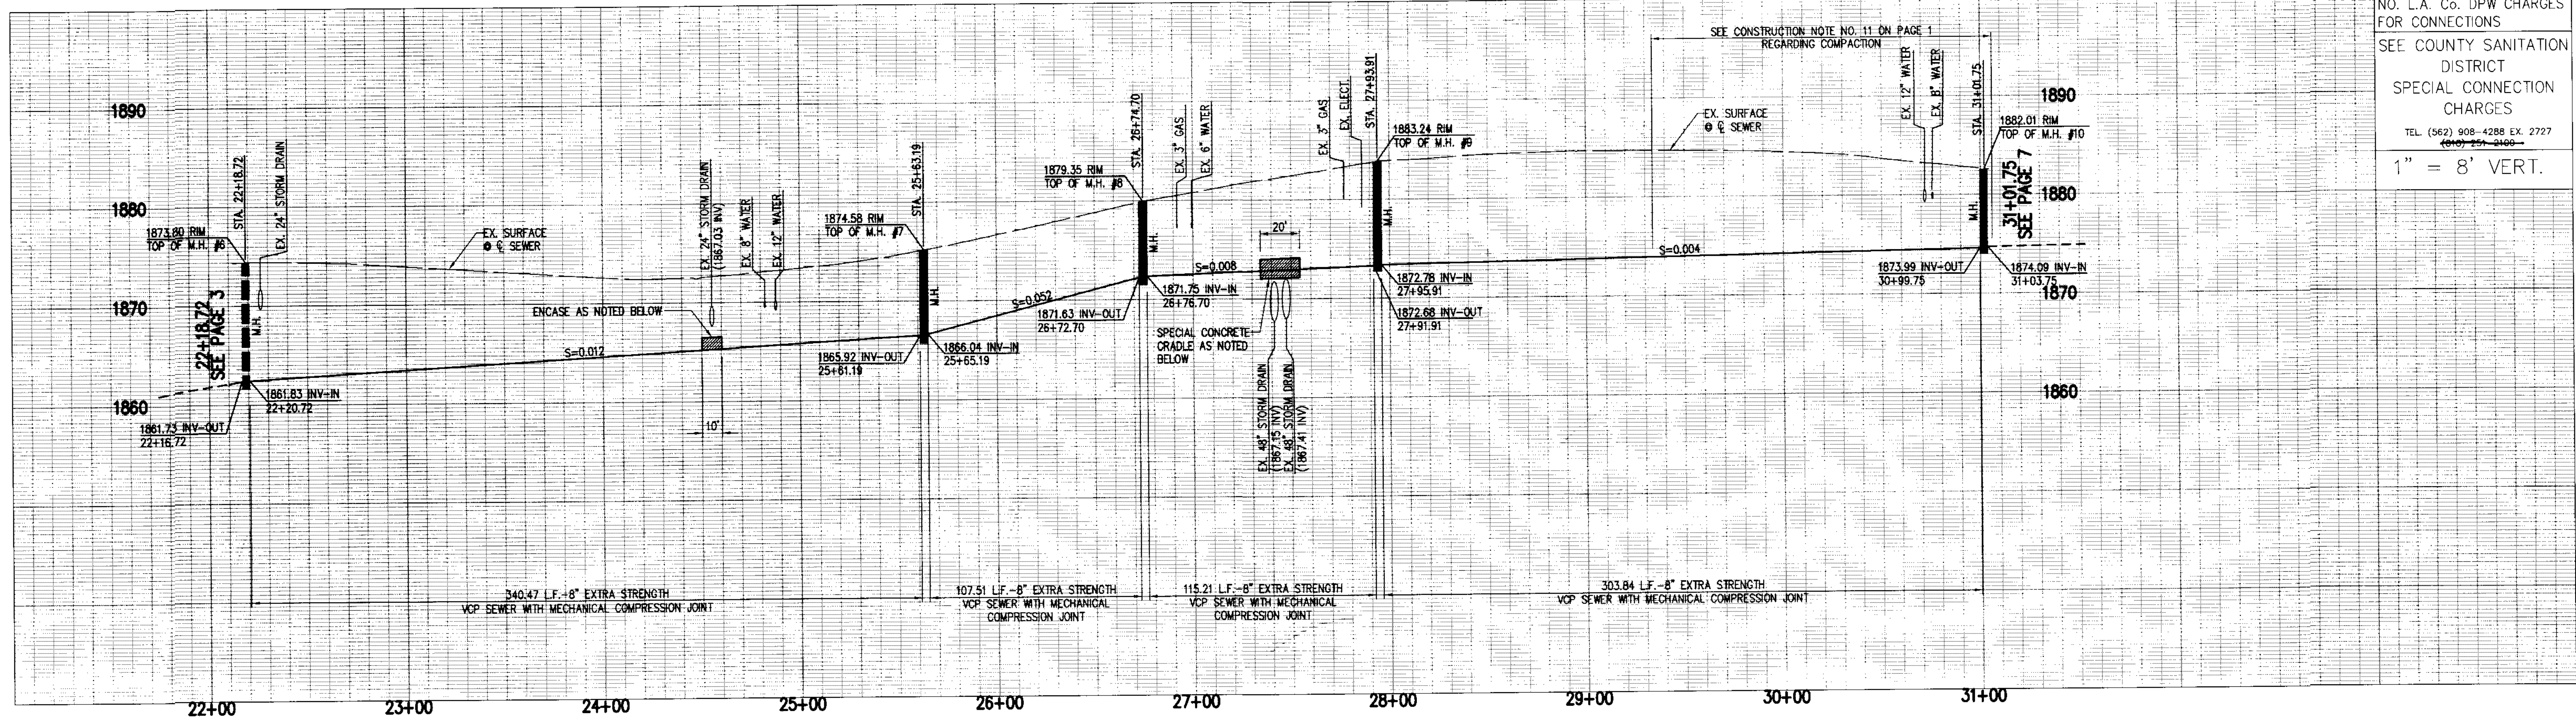 NO. L.A. Co. DPW CHARGES
FOR CONNECTIONS
SEE COUNTY SANITATION
DISTRICT
SPECIAL CONNECTION
CHARGES
TEL. (562) 908-4288 EX. 2727
(818) 251-2100
1" = 8' VERT.
SEE CONSTRUCTION NOTE NO. 11 ON PAGE 1
REGARDING COMPACTION
1890
1880
1870
1860
22+18.72
SEE PAGE 3
STA. 22+18.72
EX. 24" STORM DRAIN
1873.80 RIM
TOP OF M.H. #6
M.H.
1861.83 INV-IN
22+20.72
1861.73 INV-OUT
22+16.72
EX. SURFACE
@ ℄ SEWER
S=0.012
ENCASE AS NOTED BELOW
EX. 24" STORM DRAIN
(1867.03 INV)
EX. 8" WATER
EX. 12" WATER
10'
STA. 25+63.19
1874.58 RIM
TOP OF M.H. #7
M.H.
1865.92 INV-OUT
25+61.19
1866.04 INV-IN
25+65.19
S=0.052
STA. 26+74.70
1879.35 RIM
TOP OF M.H. #8
M.H.
EX. 3" GAS
EX. 6" WATER
1871.63 INV-OUT
26+72.70
1871.75 INV-IN
26+76.70
S=0.008
20'
SPECIAL CONCRETE
CRADLE AS NOTED
BELOW
EX. 48" STORM DRAIN
(1867.15 INV)
EX. 48" STORM DRAIN
(1867.41 INV)
EX. 3" GAS
EX. ELECT.
STA. 27+93.91
1883.24 RIM
TOP OF M.H. #9
M.H.
1872.78 INV-IN
27+95.91
1872.68 INV-OUT
27+91.91
S=0.004
EX. SURFACE
@ ℄ SEWER
EX. 12" WATER
EX. 8" WATER
STA. 31+01.75
1882.01 RIM
TOP OF M.H. #10
M.H.
31+01.75
SEE PAGE 7
1873.99 INV-OUT
30+99.75
1874.09 INV-IN
31+03.75
1890
1880
1870
1860
340.47 L.F.-8" EXTRA STRENGTH
VCP SEWER WITH MECHANICAL COMPRESSION JOINT
107.51 L.F.-8" EXTRA STRENGTH
VCP SEWER WITH MECHANICAL
COMPRESSION JOINT
115.21 L.F.-8" EXTRA STRENGTH
VCP SEWER WITH MECHANICAL
COMPRESSION JOINT
303.84 L.F.-8" EXTRA STRENGTH
VCP SEWER WITH MECHANICAL COMPRESSION JOINT
22+00
23+00
24+00
25+00
26+00
27+00
28+00
29+00
30+00
31+00